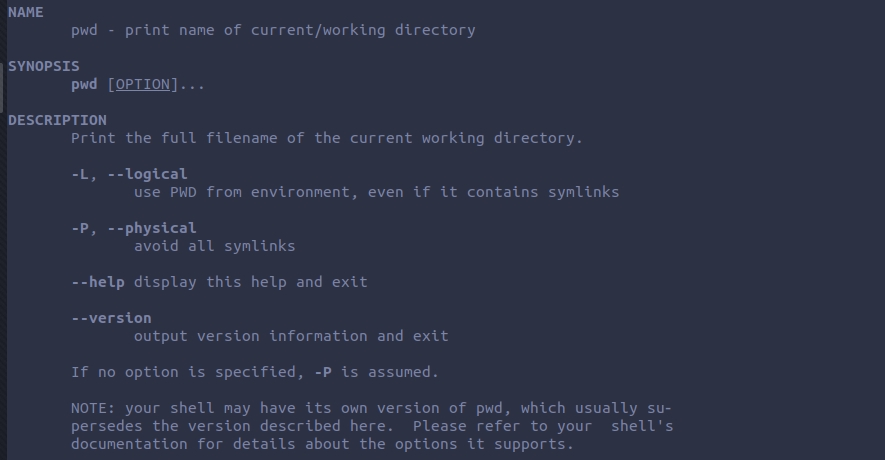 NAME
pwd - print name of current/working directory
SYNOPSIS
pwd [OPTION]...
DESCRIPTION
Print the full filename of the current working directory.
-L, --logical
use PWD from environment, even if it contains symlinks
-P, --physical
avoid all symlinks
--help display this help and exit
--version
output version information and exit
If no option is specified, -P is assumed.
NOTE: your shell may have its own version of pwd, which usually su-
persedes the version described here.  Please refer to your  shell's
documentation for details about the options it supports.